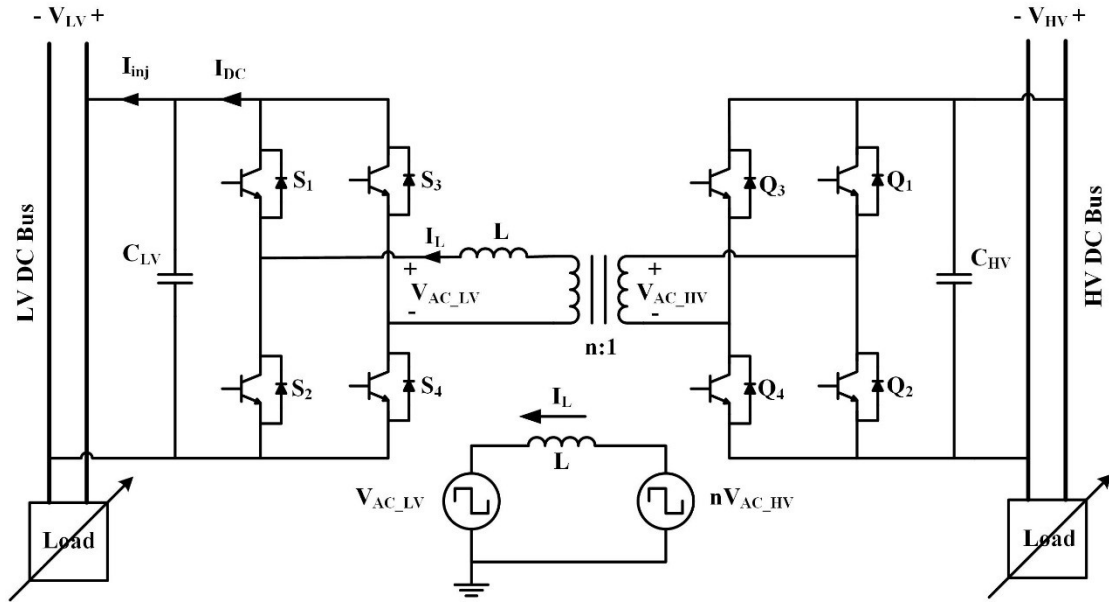 - V_LV +
- V_HV +
I_inj
I_DC
S_1
S_3
Q_3
Q_1
LV DC Bus
C_LV
I_L
L
+
V_AC_LV
-
+
V_AC_HV
-
n:1
C_HV
HV DC Bus
S_2
S_4
Q_4
Q_2
I_L
L
V_AC_LV
nV_AC_HV
Load
Load